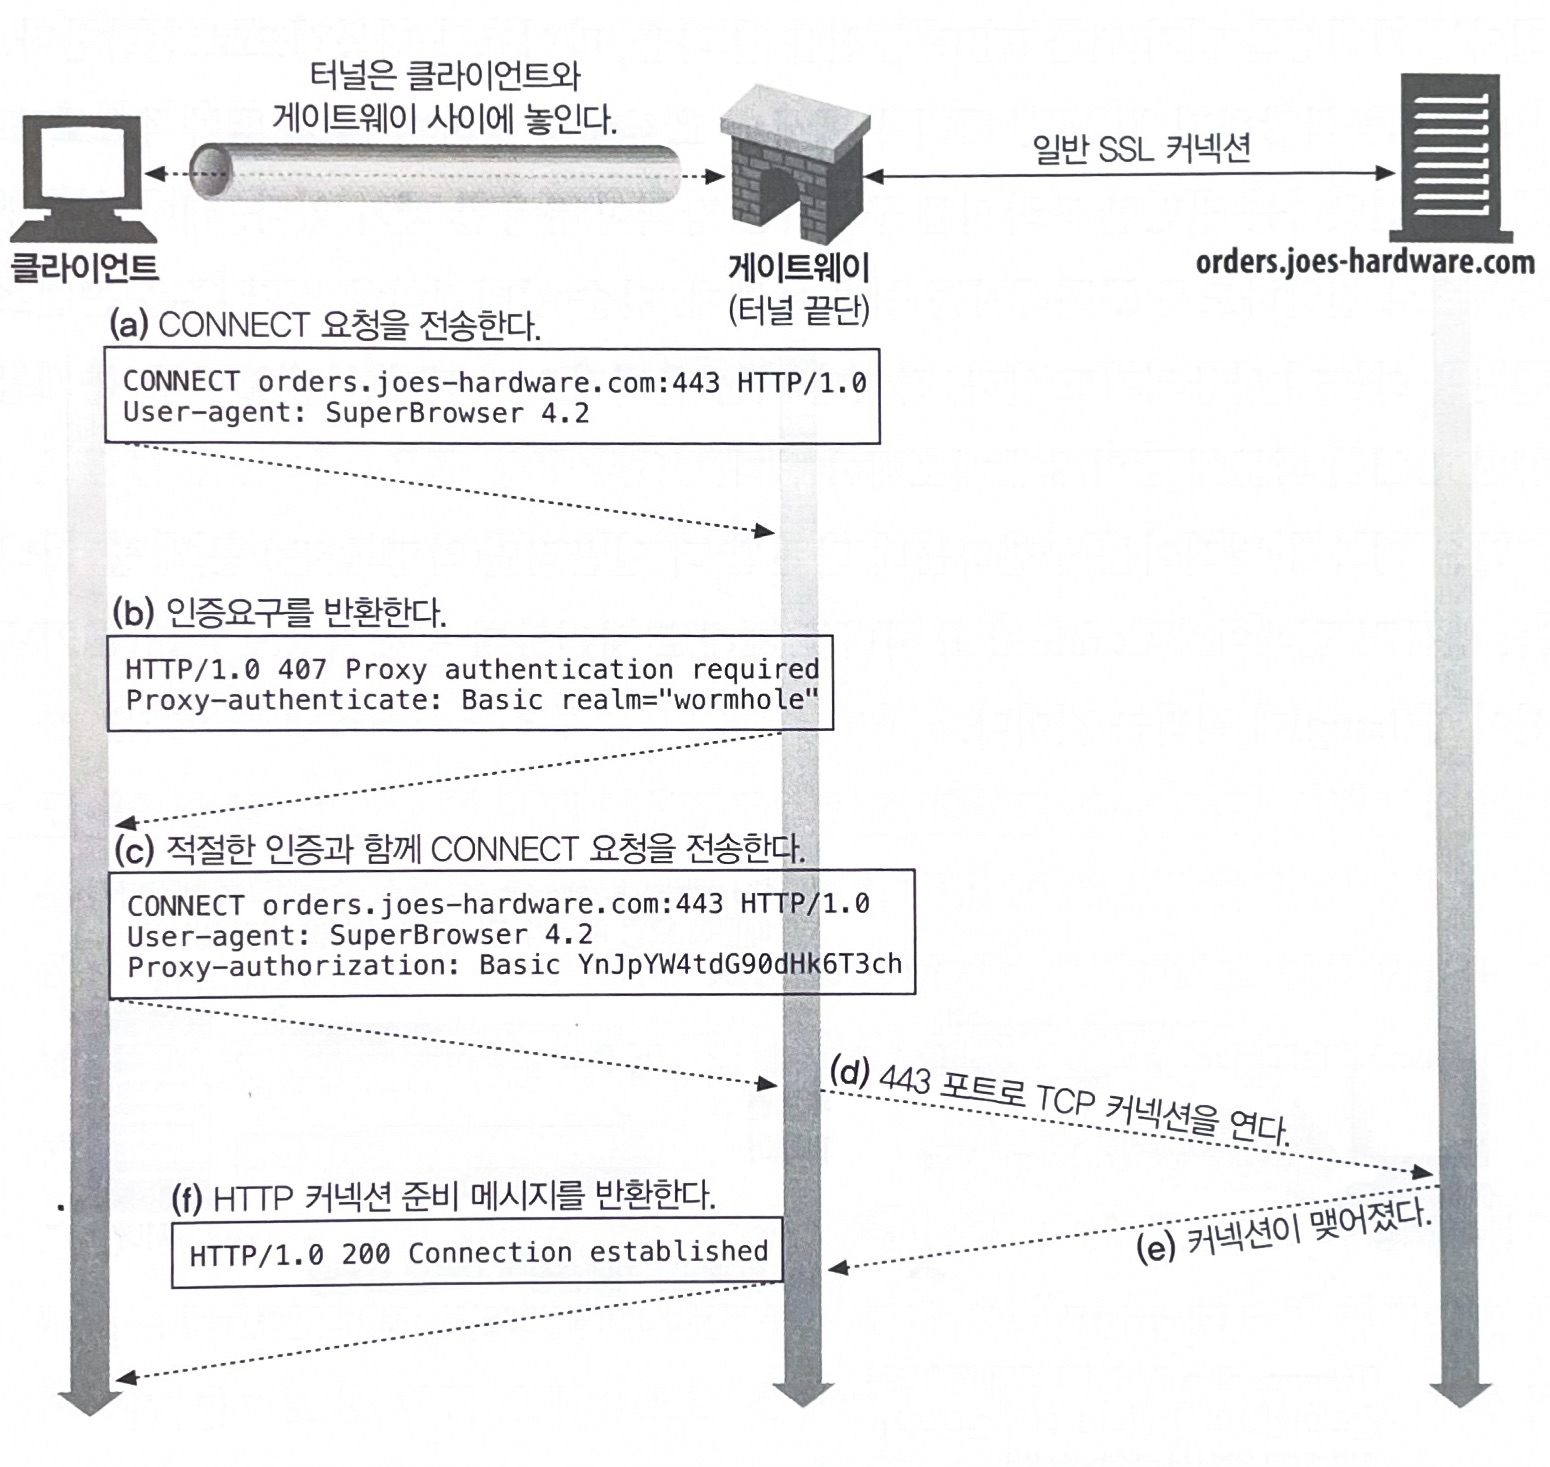 터널은 클라이언트와
게이트웨이 사이에 놓인다.
일반 SSL 커넥션
클라이언트
게이트웨이
(터널 끝단)
orders.joes-hardware.com
(a) CONNECT 요청을 전송한다.
CONNECT orders.joes-hardware.com:443 HTTP/1.0
User-agent: SuperBrowser 4.2
(b) 인증요구를 반환한다.
HTTP/1.0 407 Proxy authentication required
Proxy-authenticate: Basic realm="wormhole"
(c) 적절한 인증과 함께 CONNECT 요청을 전송한다.
CONNECT orders.joes-hardware.com:443 HTTP/1.0
User-agent: SuperBrowser 4.2
Proxy-authorization: Basic YnJpYW4tdG90dHk6T3ch
(d) 443 포트로 TCP 커넥션을 연다.
(e) 커넥션이 맺어졌다.
(f) HTTP 커넥션 준비 메시지를 반환한다.
HTTP/1.0 200 Connection established